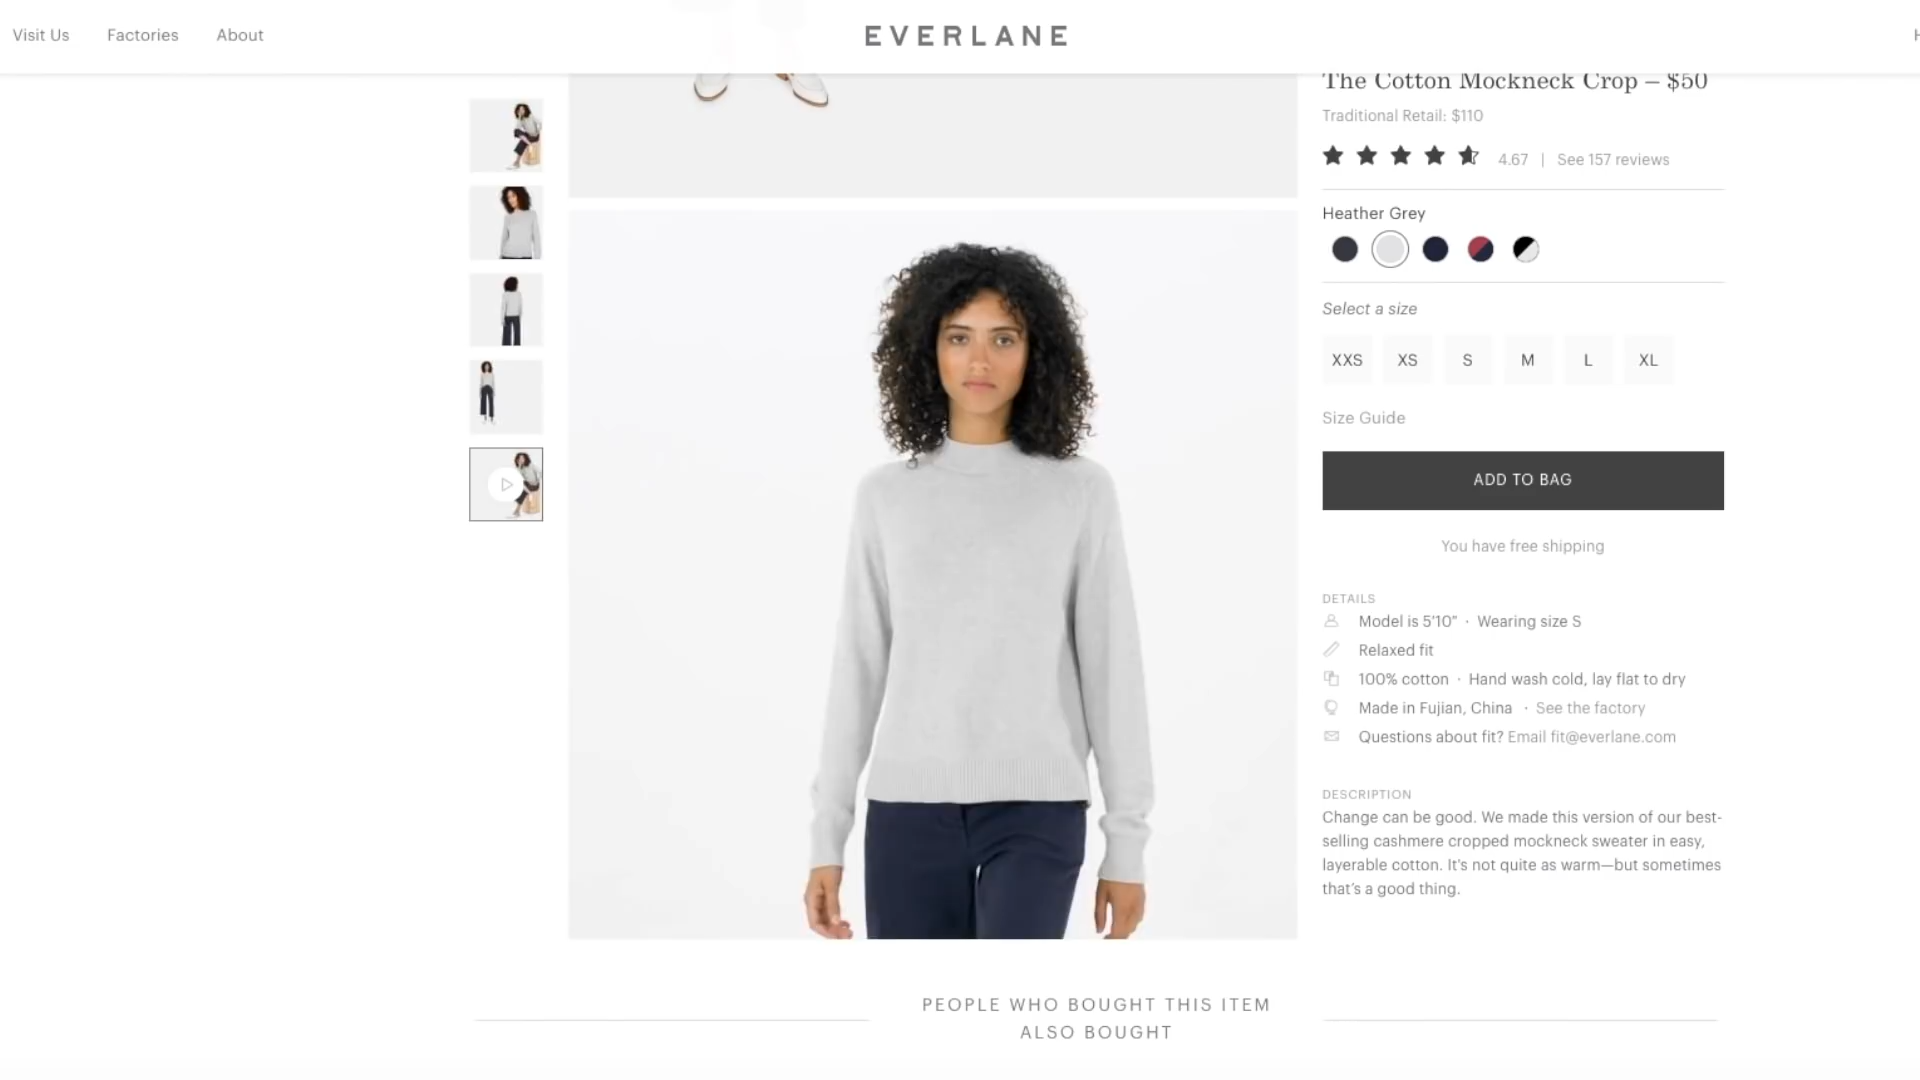 Visit Us Factories About EVERLANE H
The Cotton Mockneck Crop – $50
Traditional Retail: $110
4.67 | See 157 reviews
Heather Grey
Select a size
XXS XS S M L XL
Size Guide
ADD TO BAG
You have free shipping
DETAILS
Model is 5'10" · Wearing size S
Relaxed fit
100% cotton · Hand wash cold, lay flat to dry
Made in Fujian, China · See the factory
Questions about fit? Email fit@everlane.com
DESCRIPTION
Change can be good. We made this version of our best-
selling cashmere cropped mockneck sweater in easy,
layerable cotton. It's not quite as warm—but sometimes
that's a good thing.
PEOPLE WHO BOUGHT THIS ITEM
ALSO BOUGHT